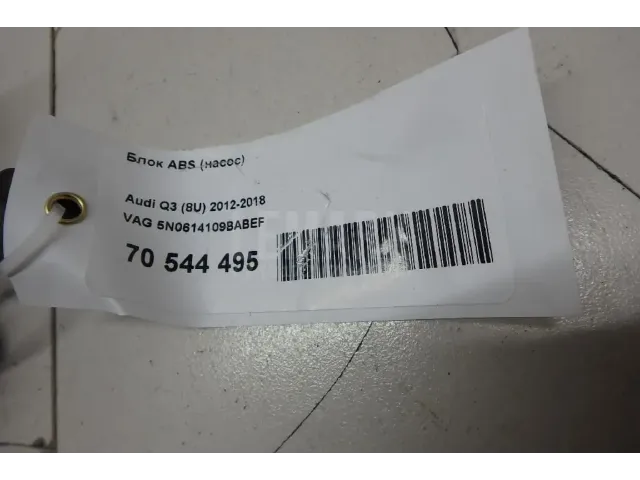 Блок ABS (насос)
Audi Q3 (8U) 2012-2018
VAG 5N0614109BABEF
70 544 495